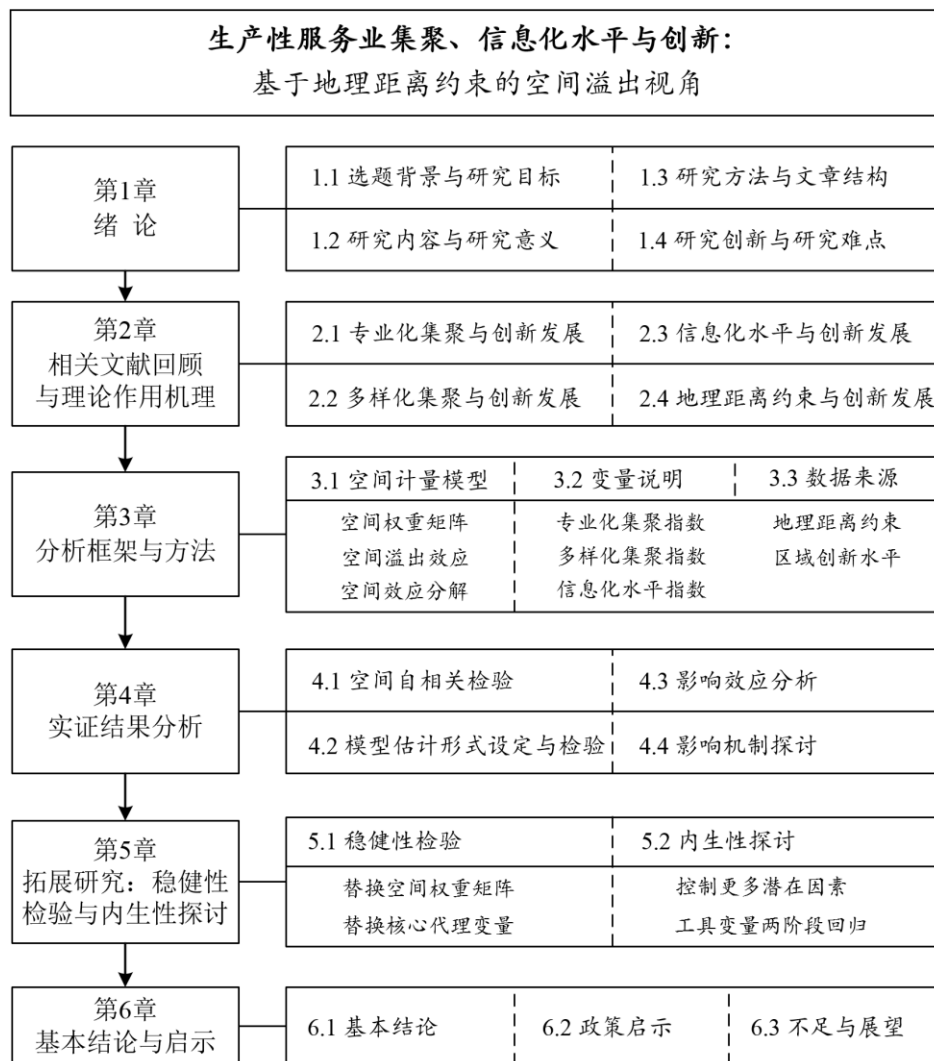 生产性服务业集聚、信息化水平与创新：
基于地理距离约束的空间溢出视角
第1章
绪 论
1.1 选题背景与研究目标
1.3 研究方法与文章结构
1.2 研究内容与研究意义
1.4 研究创新与研究难点
第2章
相关文献回顾
与理论作用机理
2.1 专业化集聚与创新发展
2.3 信息化水平与创新发展
2.2 多样化集聚与创新发展
2.4 地理距离约束与创新发展
第3章
分析框架与方法
3.1 空间计量模型
3.2 变量说明
3.3 数据来源
空间权重矩阵
专业化集聚指数
地理距离约束
空间溢出效应
多样化集聚指数
区域创新水平
空间效应分解
信息化水平指数
第4章
实证结果分析
4.1 空间自相关检验
4.3 影响效应分析
4.2 模型估计形式设定与检验
4.4 影响机制探讨
第5章
拓展研究：稳健性
检验与内生性探讨
5.1 稳健性检验
5.2 内生性探讨
替换空间权重矩阵
控制更多潜在因素
替换核心代理变量
工具变量两阶段回归
第6章
基本结论与启示
6.1 基本结论
6.2 政策启示
6.3 不足与展望